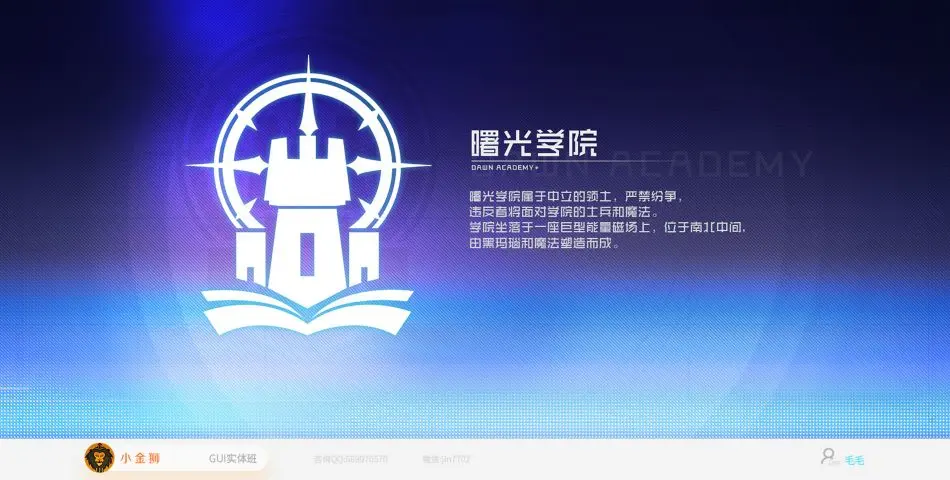 曙光学院
DAWN ACADEMY
DAWN ACADEMY
曙光学院属于中立的领土，严禁纷争，
违反者将面对学院的士兵和魔法。
学院坐落于一座巨型能量磁场上，位于南北中间，
由黑玛瑙和魔法塑造而成。
小金狮
GUI实体班
毛毛